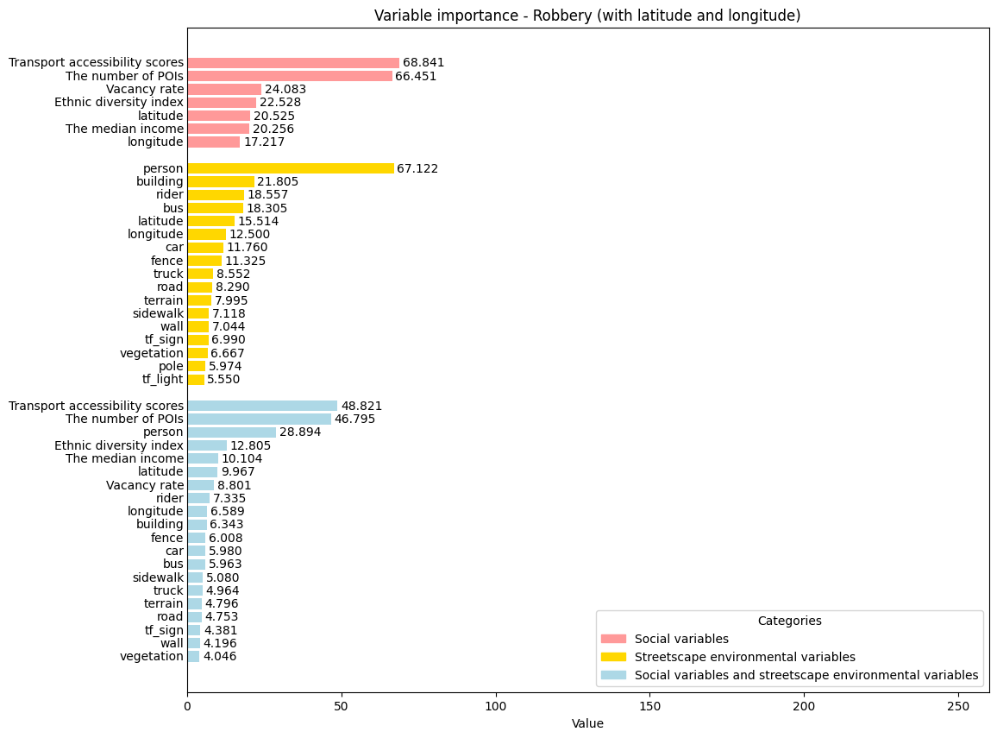 Variable importance - Robbery (with latitude and longitude)
Transport accessibility scores 68.841
The number of POIs 66.451
Vacancy rate 24.083
Ethnic diversity index 22.528
latitude 20.525
The median income 20.256
longitude 17.217
person 67.122
building 21.805
rider 18.557
bus 18.305
latitude 15.514
longitude 12.500
car 11.760
fence 11.325
truck 8.552
road 8.290
terrain 7.995
sidewalk 7.118
wall 7.044
tf_sign 6.990
vegetation 6.667
pole 5.974
tf_light 5.550
Transport accessibility scores 48.821
The number of POIs 46.795
person 28.894
Ethnic diversity index 12.805
The median income 10.104
latitude 9.967
Vacancy rate 8.801
rider 7.335
longitude 6.589
building 6.343
fence 6.008
car 5.980
bus 5.963
sidewalk 5.080
truck 4.964
terrain 4.796
road 4.753
tf_sign 4.381
wall 4.196
vegetation 4.046
Categories
Social variables
Streetscape environmental variables
Social variables and streetscape environmental variables
0 50 100 150 200 250
Value